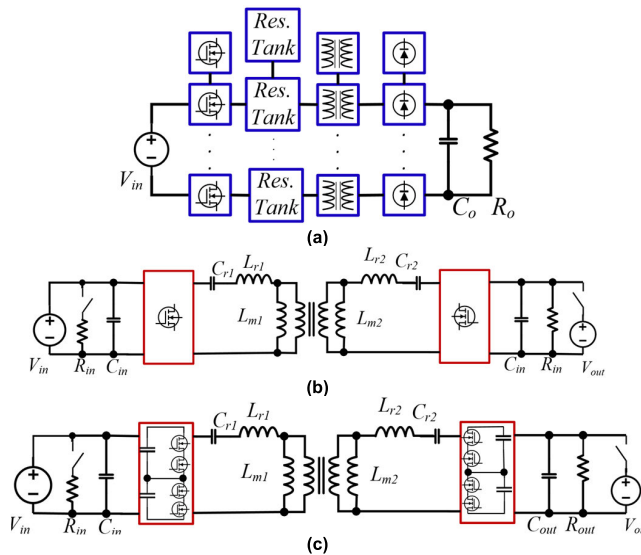 Res.
Tank
Res.
Tank
Res.
Tank
V_in
C_o R_o
(a)
C_r1 L_r1 L_r2 C_r2
L_m1 L_m2
V_in R_in C_in C_in R_in V_out
(b)
C_r1 L_r1 L_r2 C_r2
L_m1 L_m2
V_in R_in C_in C_out R_out V_out
(c)